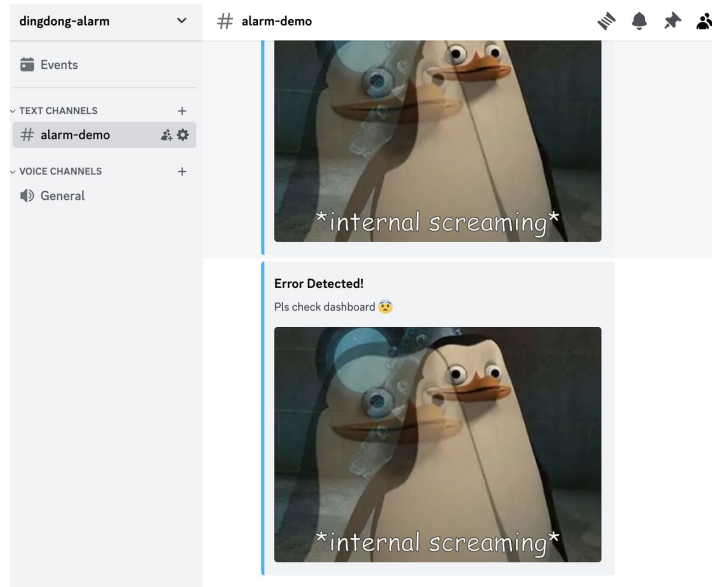 dingdong-alarm
# alarm-demo
Events
TEXT CHANNELS +
# alarm-demo
VOICE CHANNELS +
General
*internal screaming*
Error Detected!
Pls check dashboard 😨
*internal screaming*